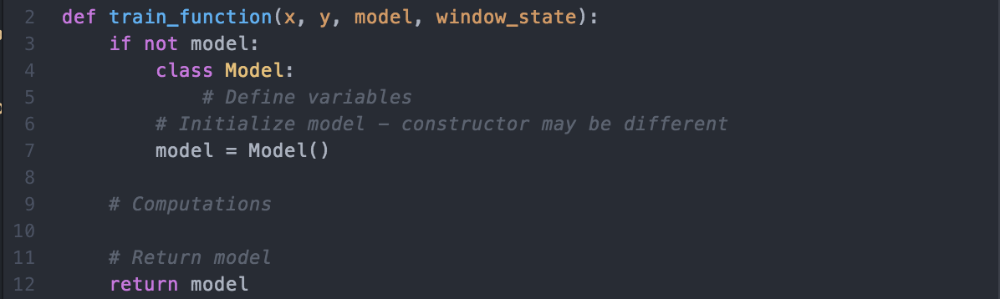 2 def train_function(x, y, model, window_state):
3     if not model:
4         class Model:
5             # Define variables
6         # Initialize model – constructor may be different
7         model = Model()
8
9     # Computations
10
11     # Return model
12     return model